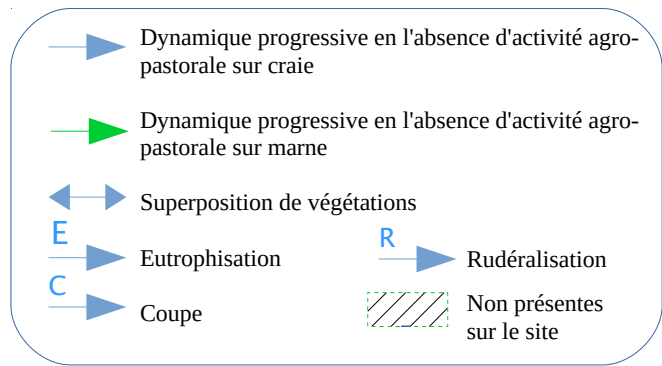 Dynamique progressive en l'absence d'activité agro-
pastorale sur craie
Dynamique progressive en l'absence d'activité agro-
pastorale sur marne
Superposition de végétations
E
Eutrophisation
R
Rudéralisation
C
Coupe
Non présentes
sur le site